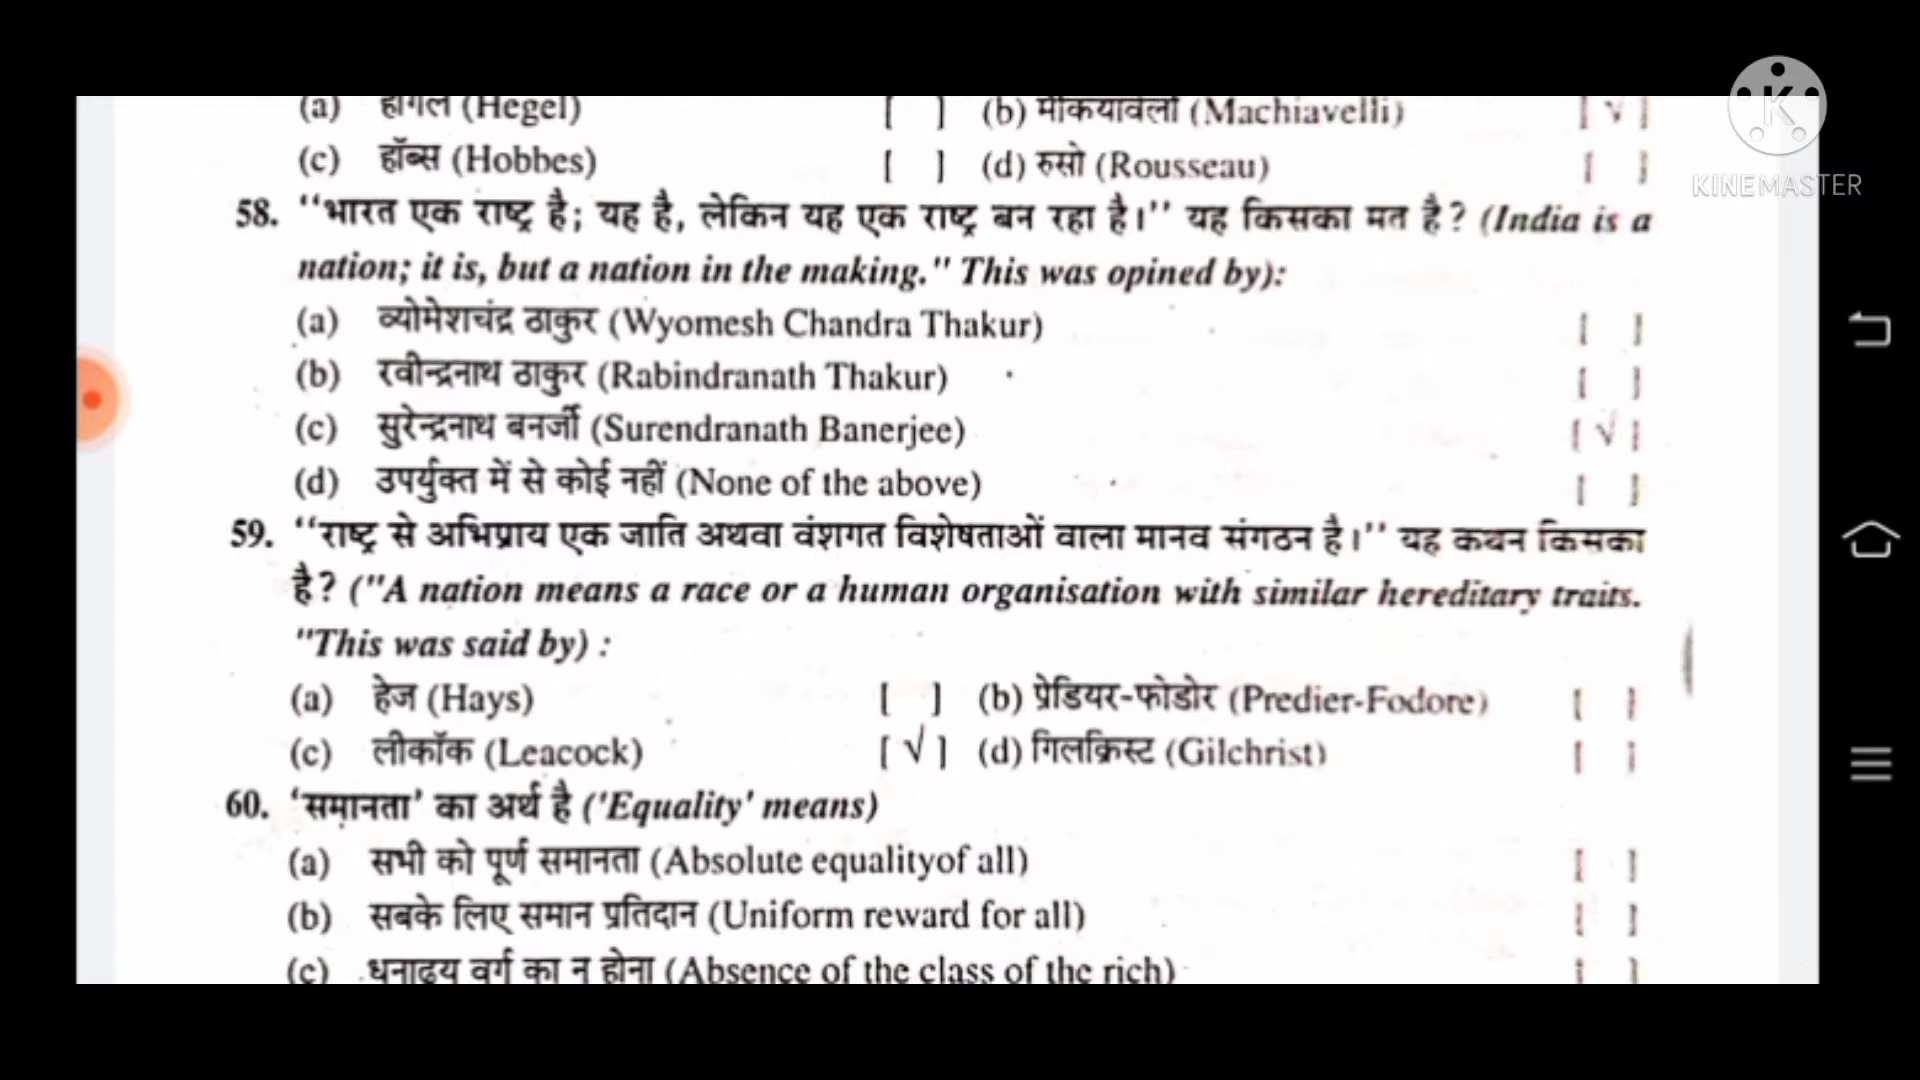 (a) हीगल (Hegel) [ ] (b) मैकियावेली (Machiavelli) [ √ ]
(c) हॉब्स (Hobbes) [ ] (d) रुसो (Rousseau) [ ]
58. ‘‘भारत एक राष्ट्र है; यह है, लेकिन यह एक राष्ट्र बन रहा है।’’ यह किसका मत है? (India is a
nation; it is, but a nation in the making." This was opined by):
(a) व्योमेशचंद्र ठाकुर (Wyomesh Chandra Thakur) [ ]
(b) रवीन्द्रनाथ ठाकुर (Rabindranath Thakur) [ ]
(c) सुरेन्द्रनाथ बनर्जी (Surendranath Banerjee) [ √ ]
(d) उपर्युक्त में से कोई नहीं (None of the above) [ ]
59. ‘‘राष्ट्र से अभिप्राय एक जाति अथवा वंशगत विशेषताओं वाला मानव संगठन है।’’ यह कथन किसका
है? ("A nation means a race or a human organisation with similar hereditary traits.
"This was said by) :
(a) हेज (Hays) [ ] (b) प्रेडियर-फोडोर (Predier-Fodore) [ ]
(c) लीकॉक (Leacock) [ √ ] (d) गिलक्रिस्ट (Gilchrist) [ ]
60. ‘समानता’ का अर्थ है ('Equality' means)
(a) सभी को पूर्ण समानता (Absolute equalityof all) [ ]
(b) सबके लिए समान प्रतिदान (Uniform reward for all) [ ]
(c) धनाढ्य वर्ग का न होना (Absence of the class of the rich) [ ]
K
KINEMASTER